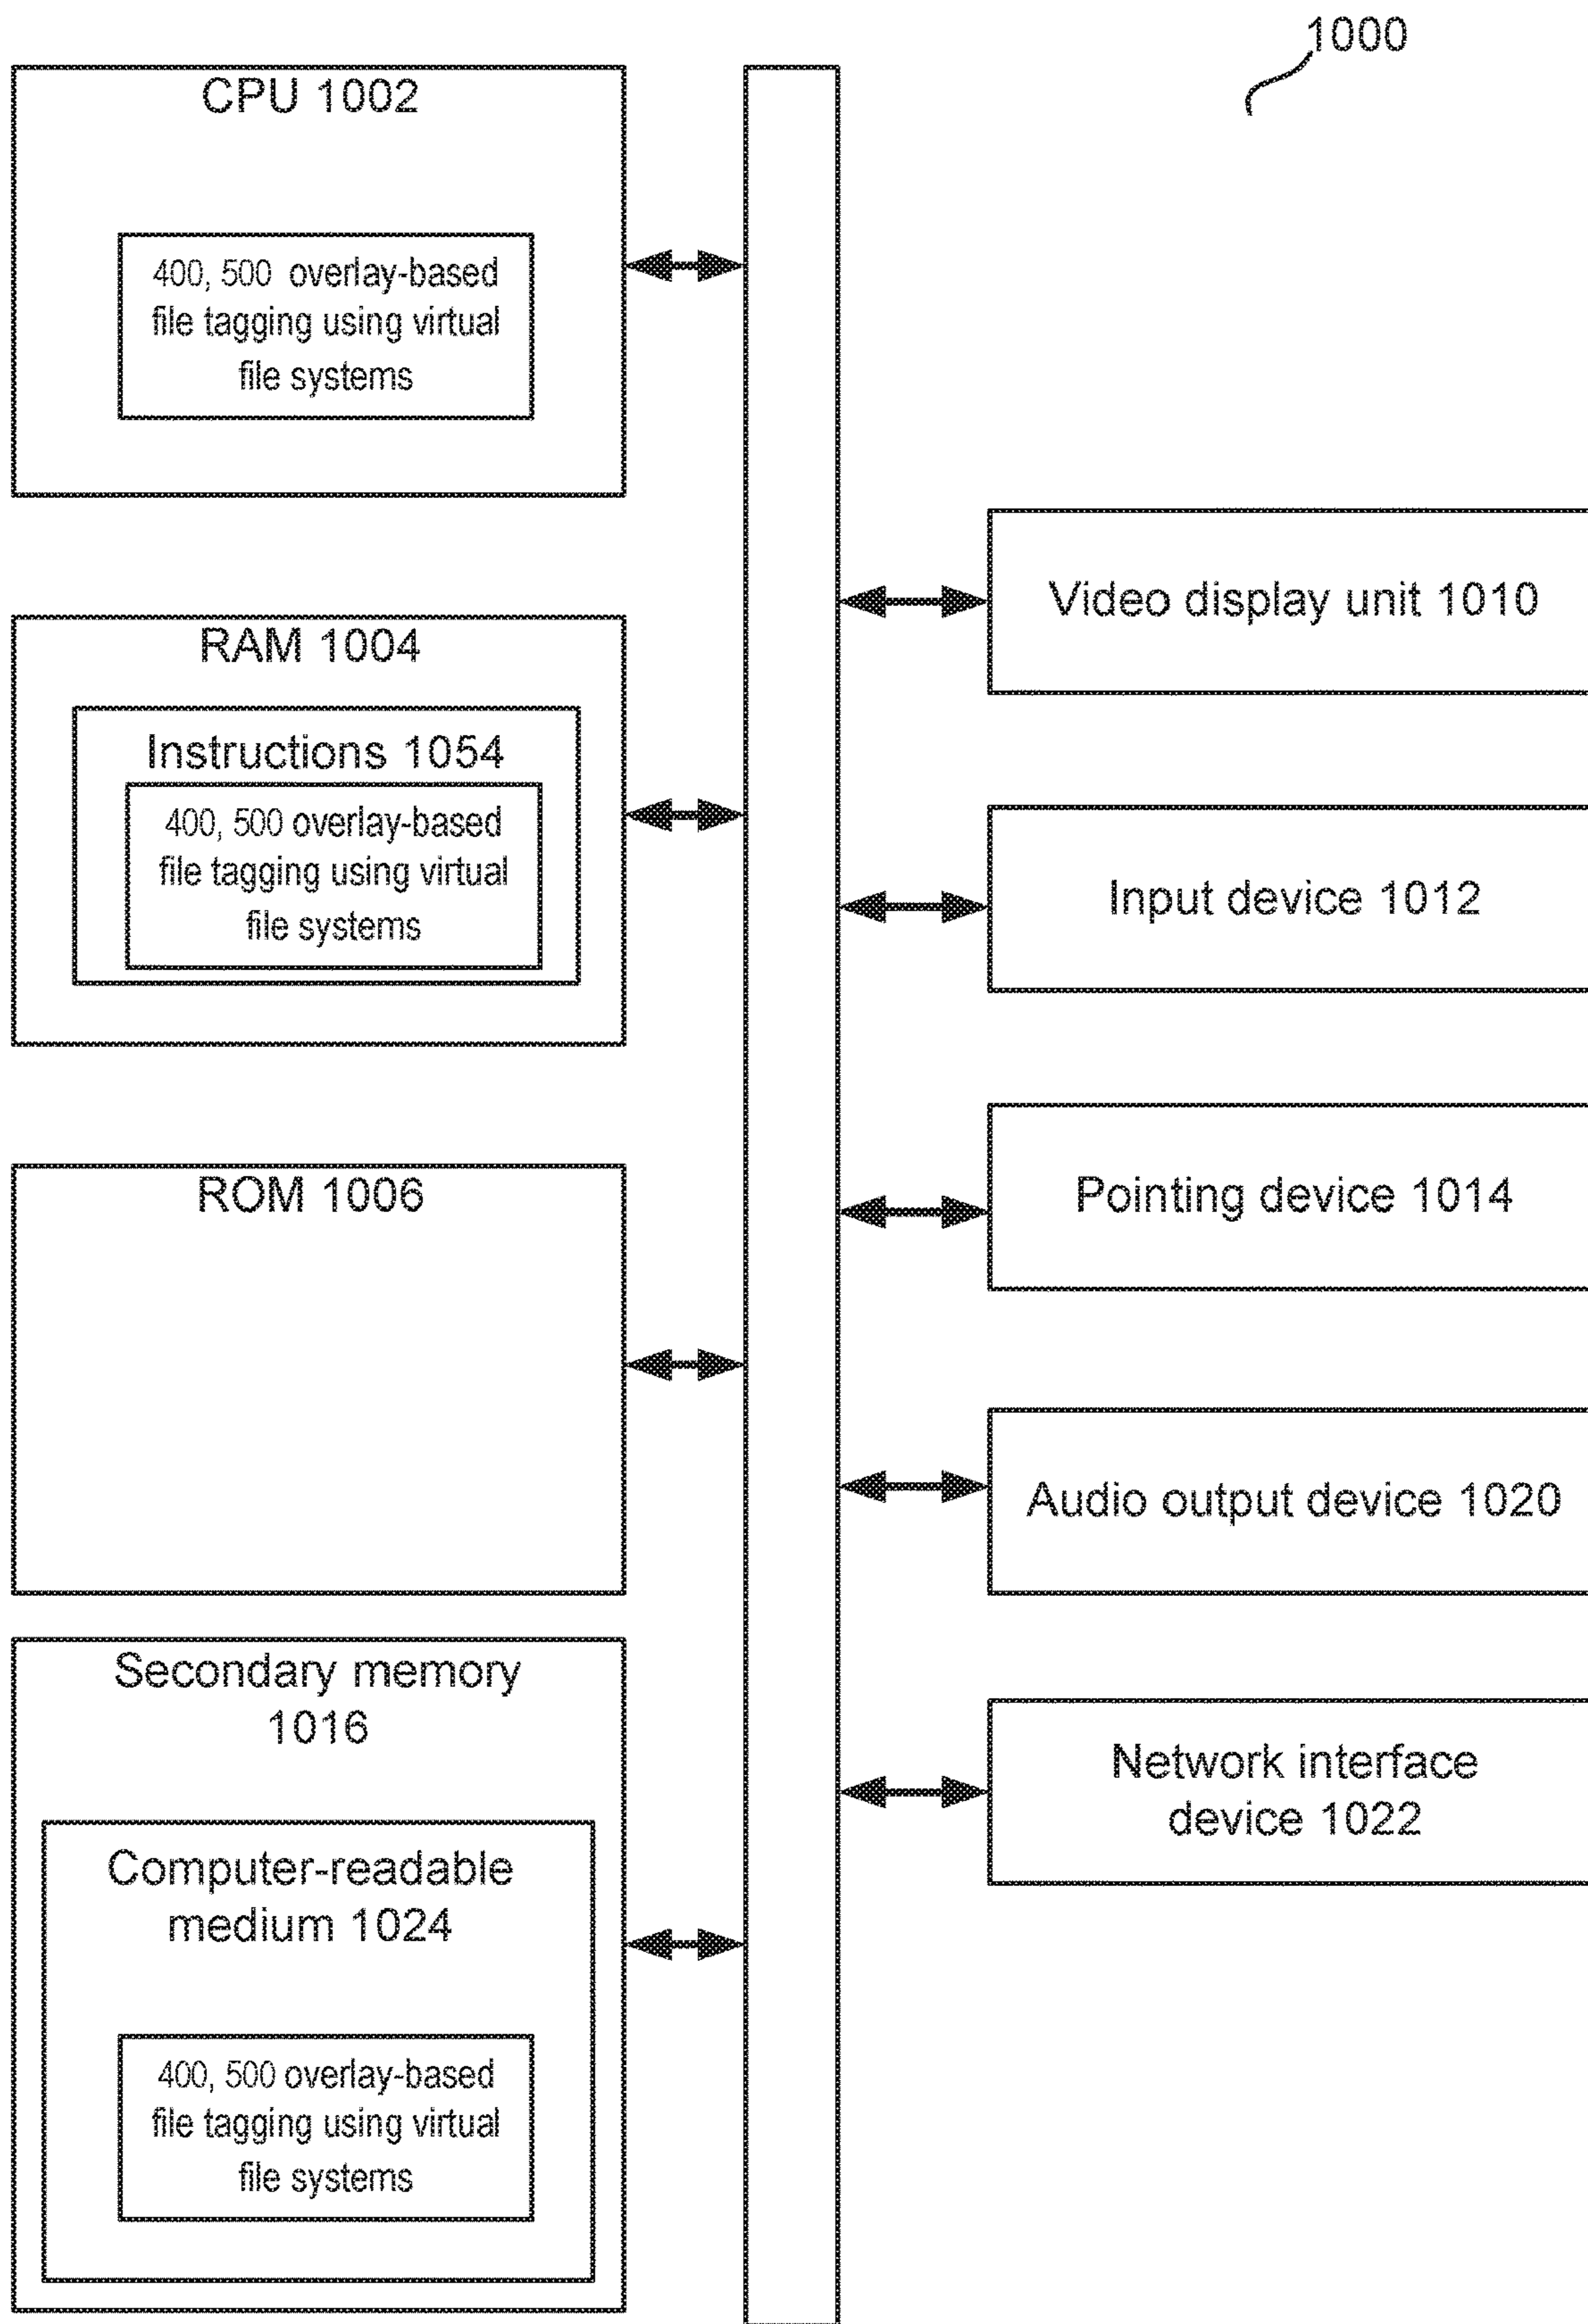 1000
CPU 1002
400, 500 overlay-based
file tagging using virtual
file systems
RAM 1004
Instructions 1054
400, 500 overlay-based
file tagging using virtual
file systems
ROM 1006
Secondary memory
1016
Computer-readable
medium 1024
400, 500 overlay-based
file tagging using virtual
file systems
Video display unit 1010
Input device 1012
Pointing device 1014
Audio output device 1020
Network interface
device 1022